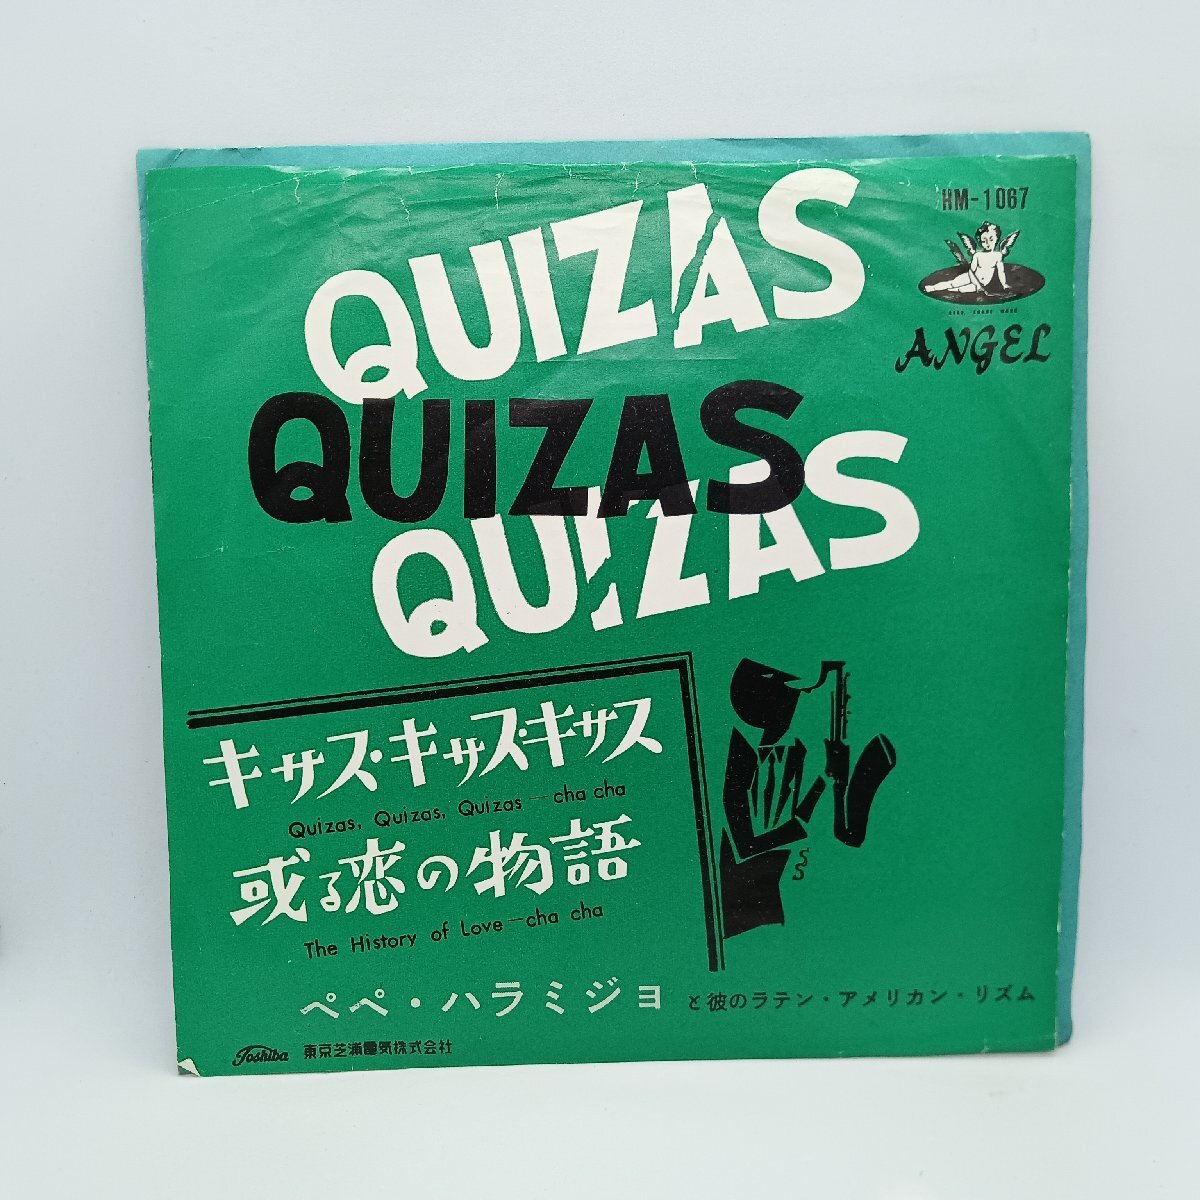 HM-1067
ANGEL
QUIZAS
QUIZAS
QUIZAS
キサス・キサス・キサス
Quizas, Quizas, Quizas—cha cha
或る恋の物語
The History of Love—cha cha
ペペ・ハラミジヨ と彼のラテン・アメリカン・リズム
Toshiba 東京芝浦電気株式会社